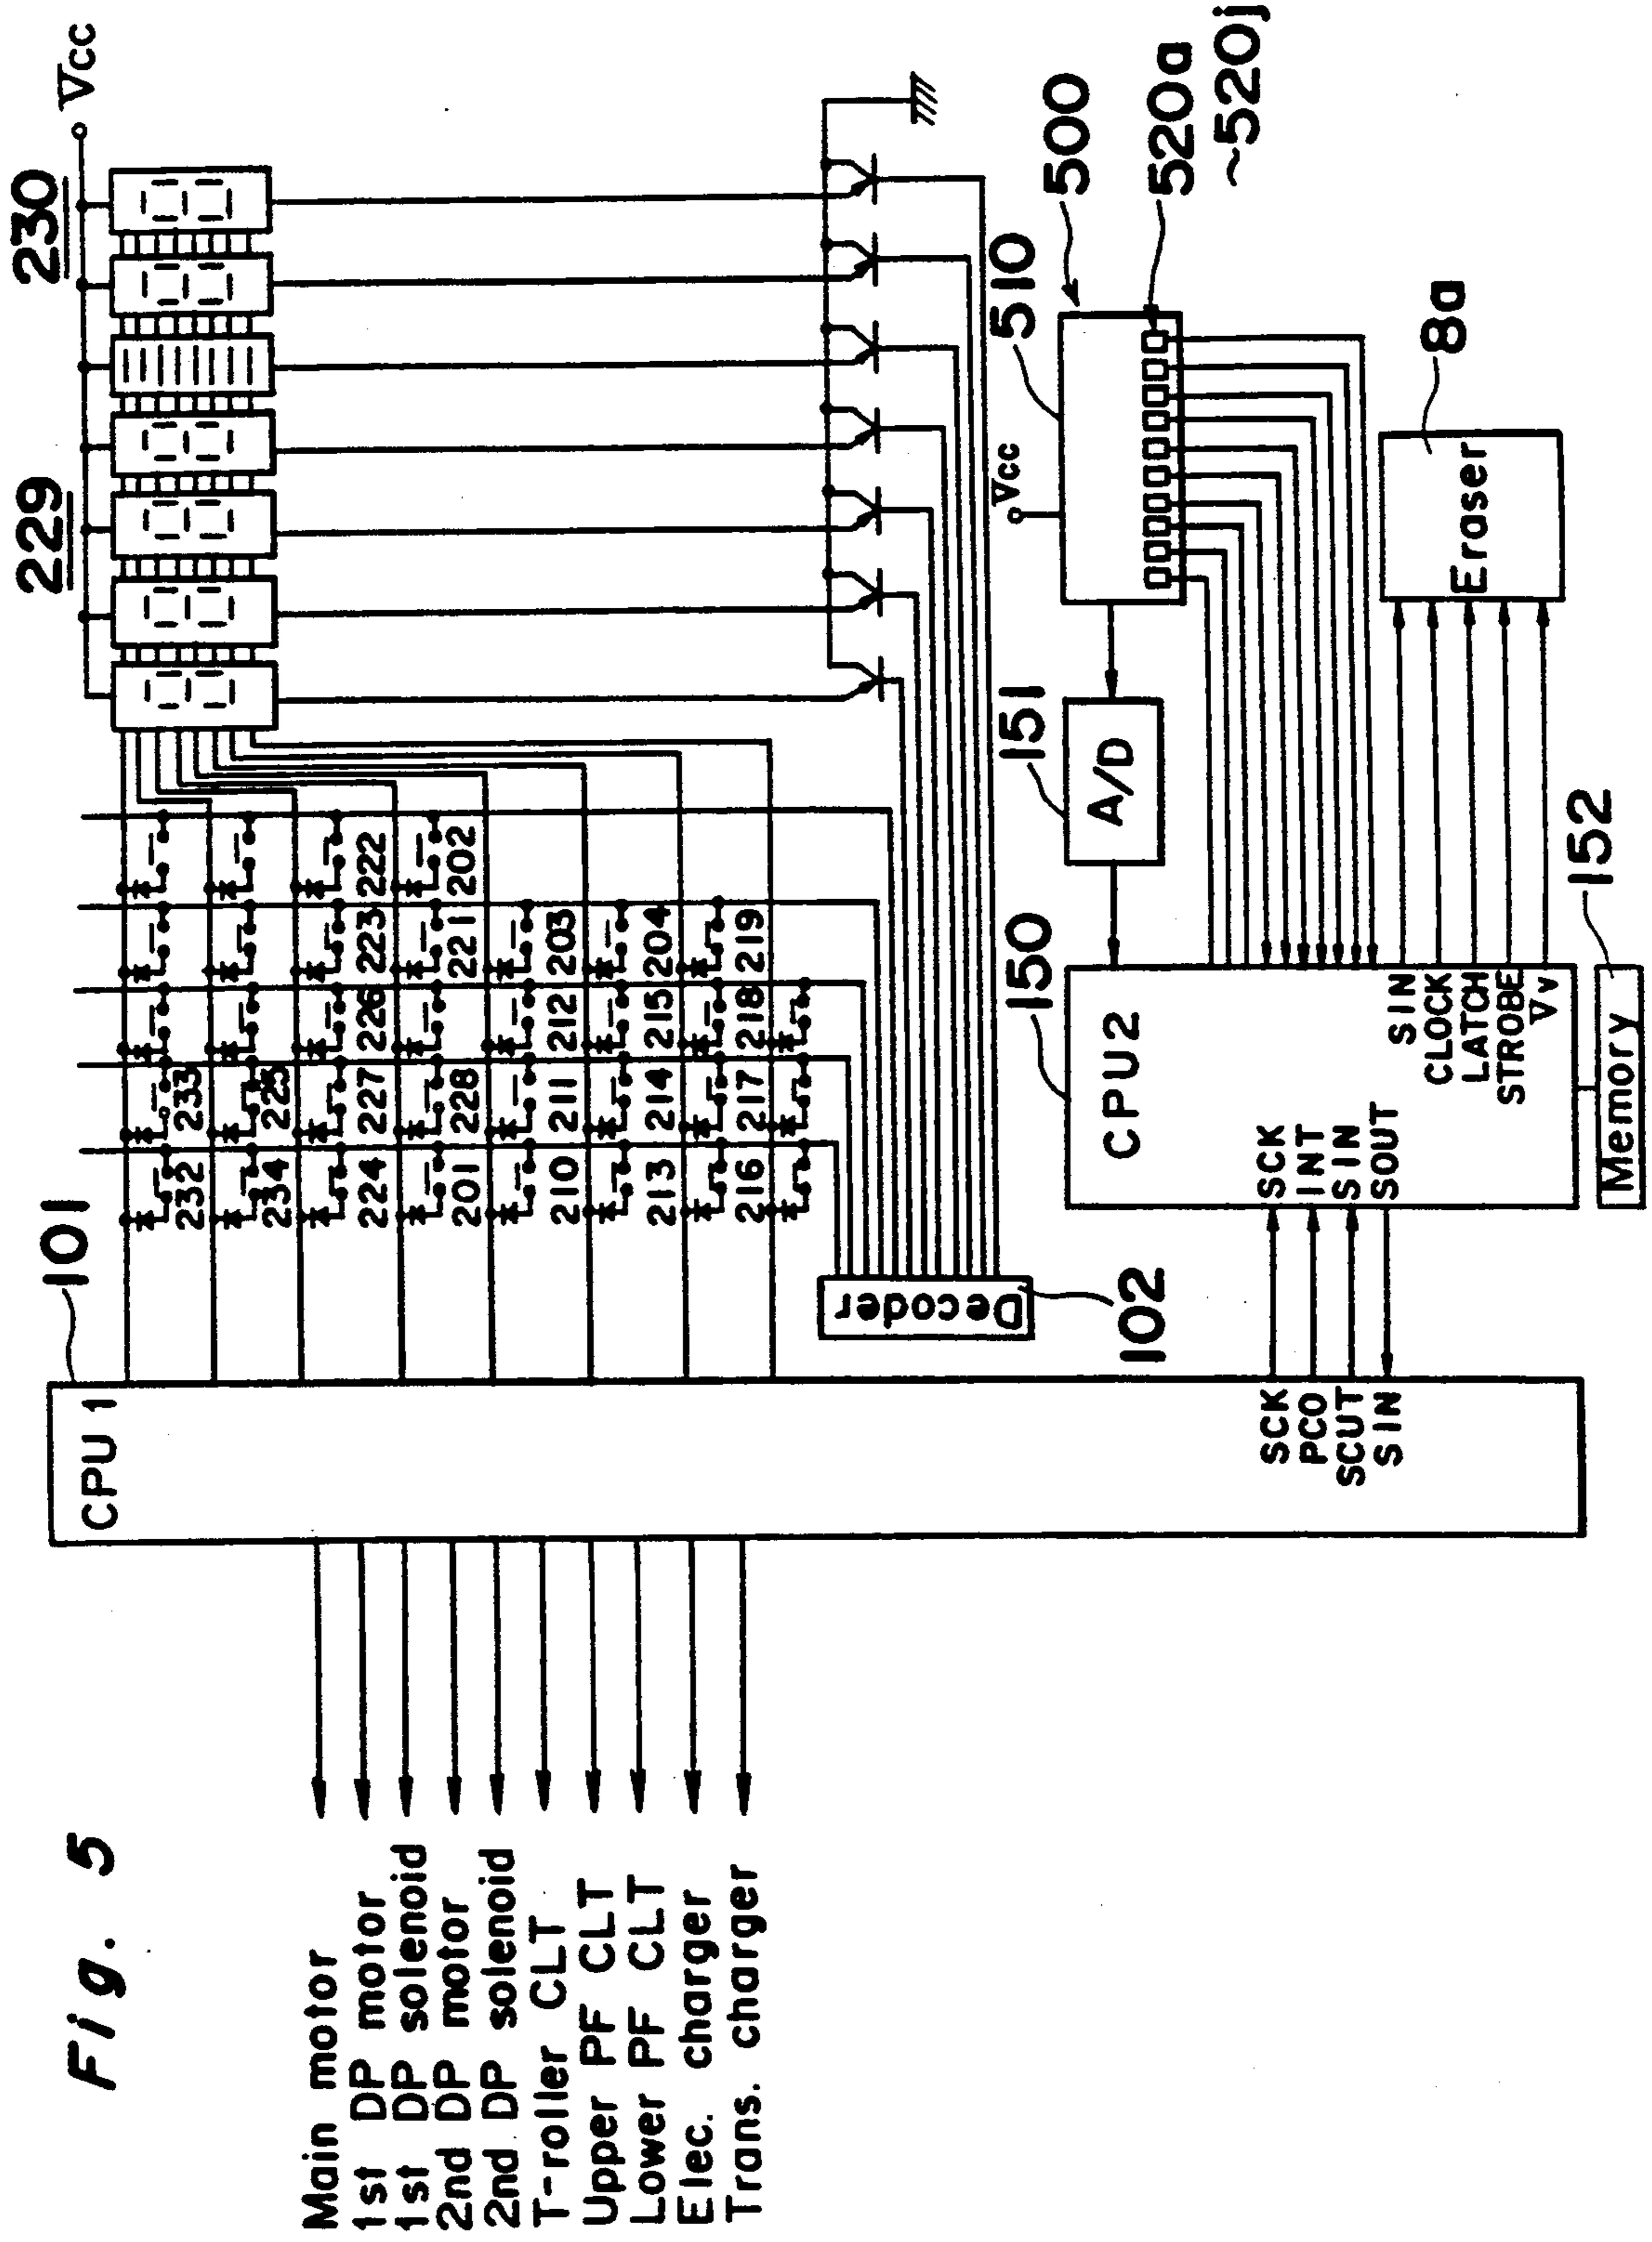 Fig. 5
Main motor
1st DP motor
1st DP solenoid
2nd DP motor
2nd DP solenoid
T-roller CLT
Upper PF CLT
Lower PF CLT
Elec. charger
Trans. charger
101
CPU 1
SCK
PCO
SCUT
SIN
102
Decoder
232
233
234
225
224
227
226
223
222
201
228
221
202
210
211
212
203
213
214
215
204
216
217
218
219
229
230
Vcc
150
CPU2
SCK
INT
SIN
SOUT
SIN
CLOCK
LATCH
STROBE
Vv
Memory
152
151
A/D
Vcc
510
500
520a
~520j
Eraser
8a